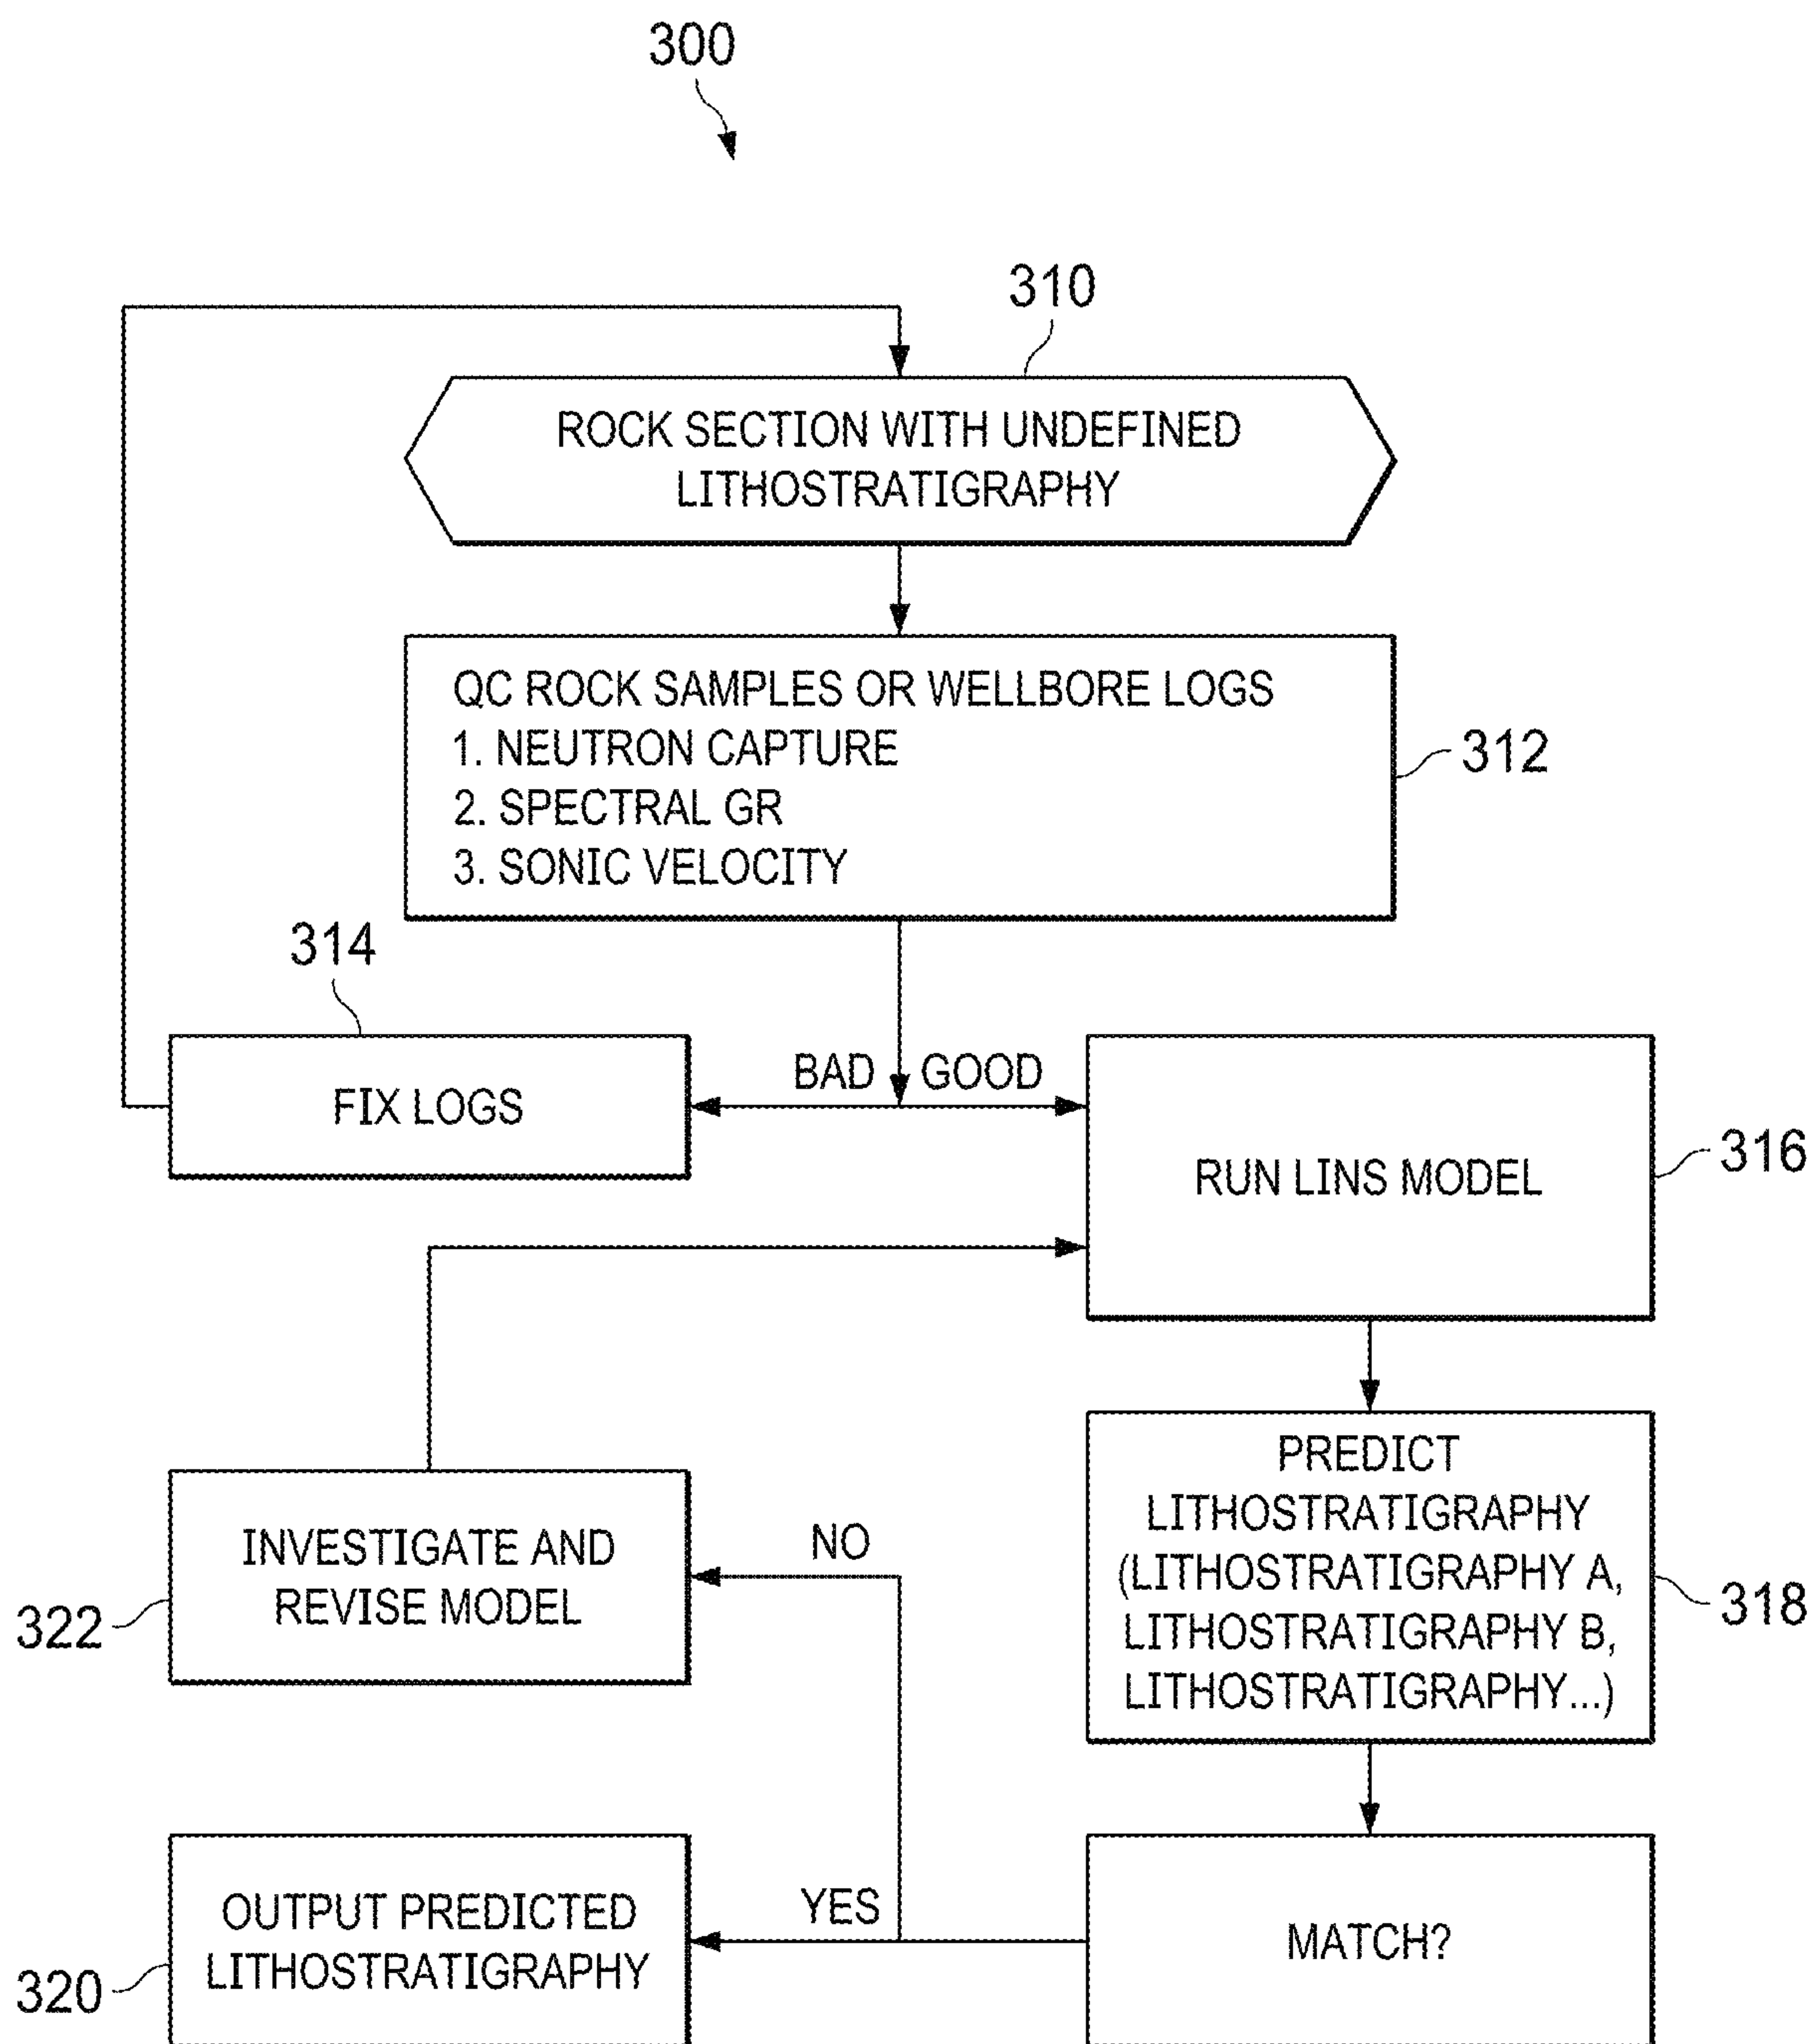 300
310
ROCK SECTION WITH UNDEFINED
LITHOSTRATIGRAPHY
QC ROCK SAMPLES OR WELLBORE LOGS
1. NEUTRON CAPTURE
2. SPECTRAL GR
3. SONIC VELOCITY
312
314
FIX LOGS
BAD
GOOD
RUN LINS MODEL
316
PREDICT
LITHOSTRATIGRAPHY
(LITHOSTRATIGRAPHY A,
LITHOSTRATIGRAPHY B,
LITHOSTRATIGRAPHY...)
318
INVESTIGATE AND
REVISE MODEL
322
NO
YES
OUTPUT PREDICTED
LITHOSTRATIGRAPHY
320
MATCH?